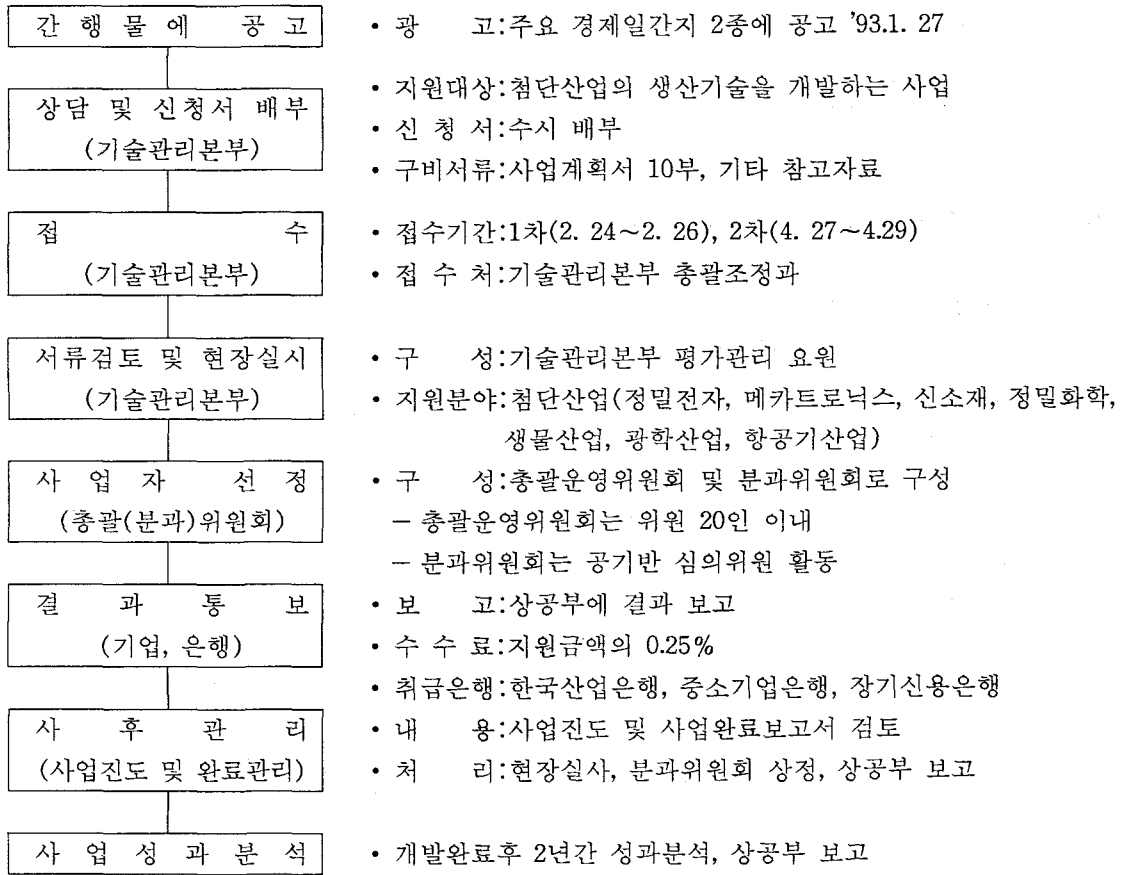 간행물에 공고
• 광 고:주요 경제일간지 2종에 공고 '93.1. 27
상담 및 신청서 배부
(기술관리본부)
• 지원대상:첨단산업의 생산기술을 개발하는 사업
• 신 청 서:수시 배부
• 구비서류:사업계획서 10부, 기타 참고자료
접 수
(기술관리본부)
• 접수기간:1차(2. 24~2. 26), 2차(4. 27~4.29)
• 접 수 처:기술관리본부 총괄조정과
서류검토 및 현장실시
(기술관리본부)
• 구 성:기술관리본부 평가관리 요원
• 지원분야:첨단산업(정밀전자, 메카트로닉스, 신소재, 정밀화학,
생물산업, 광학산업, 항공기산업)
사 업 자 선 정
(총괄(분과)위원회)
• 구 성:총괄운영위원회 및 분과위원회로 구성
– 총괄운영위원회는 위원 20인 이내
– 분과위원회는 공기반 심의위원 활동
결 과 통 보
(기업, 은행)
• 보 고:상공부에 결과 보고
• 수 수 료:지원금액의 0.25%
• 취급은행:한국산업은행, 중소기업은행, 장기신용은행
사 후 관 리
(사업진도 및 완료관리)
• 내 용:사업진도 및 사업완료보고서 검토
• 처 리:현장실사, 분과위원회 상정, 상공부 보고
사 업 성 과 분 석
• 개발완료후 2년간 성과분석, 상공부 보고